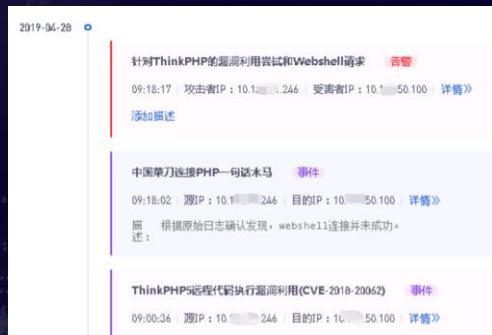 2019-04-28
针对ThinkPHP的漏洞利用尝试和Webshell请求 告警
09:18:17 攻击者IP：10.1 .246 受害者IP：10.1 50.100 详情》
添加描述
中国菜刀连接PHP一句话木马 事件
09:18:02 源IP：10.1 246 目的IP：10. 50.100 详情》
描述： 根据原始日志确认发现，webshell连接并未成功。
ThinkPHP5远程代码执行漏洞利用(CVE-2018-20062) 事件
09:00:36 源IP：10. 246 目的IP：10. 50.100 详情》